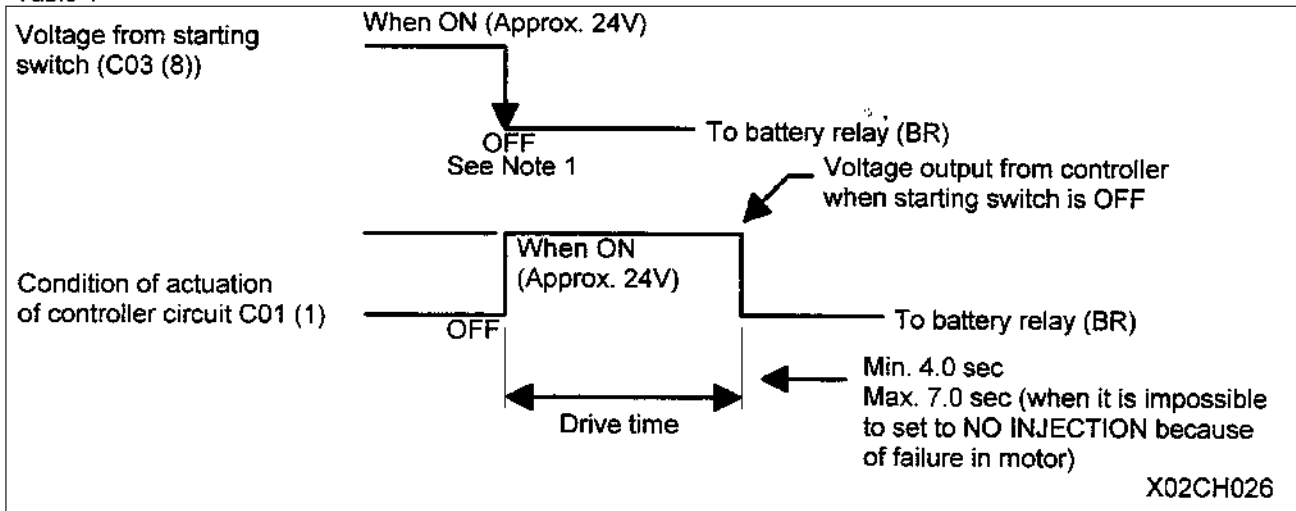 When ON (Approx. 24V)
Voltage from starting
switch (C03 (8))
To battery relay (BR)
OFF
See Note 1
Voltage output from controller
when starting switch is OFF
When ON
(Approx. 24V)
Condition of actuation
of controller circuit C01 (1)
OFF
To battery relay (BR)
Min. 4.0 sec
Max. 7.0 sec (when it is impossible
to set to NO INJECTION because
of failure in motor)
Drive time
X02CH026